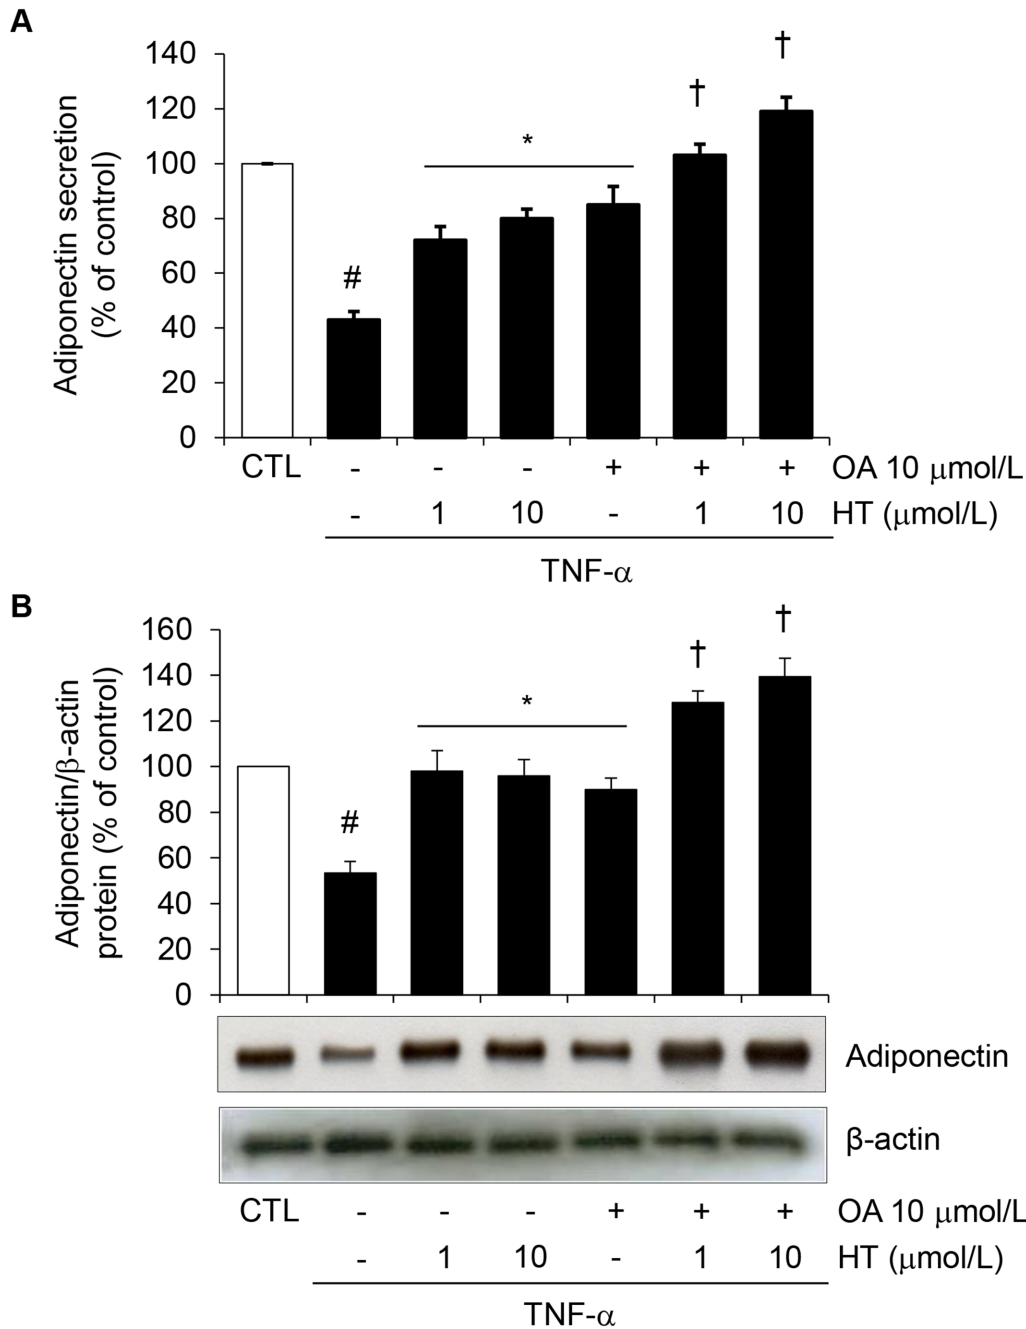 A
140
†
†
120
100
*
80
60
#
40
20
0
Adiponectin secretion
(% of control)
CTL - - - + + + OA 10 μmol/L
- 1 10 - 1 10 HT (μmol/L)
TNF-α
B
160
†
†
140
*
120
100
80
#
60
40
20
0
Adiponectin/β-actin
protein (% of control)
Adiponectin
β-actin
CTL - - - + + + OA 10 μmol/L
- 1 10 - 1 10 HT (μmol/L)
TNF-α